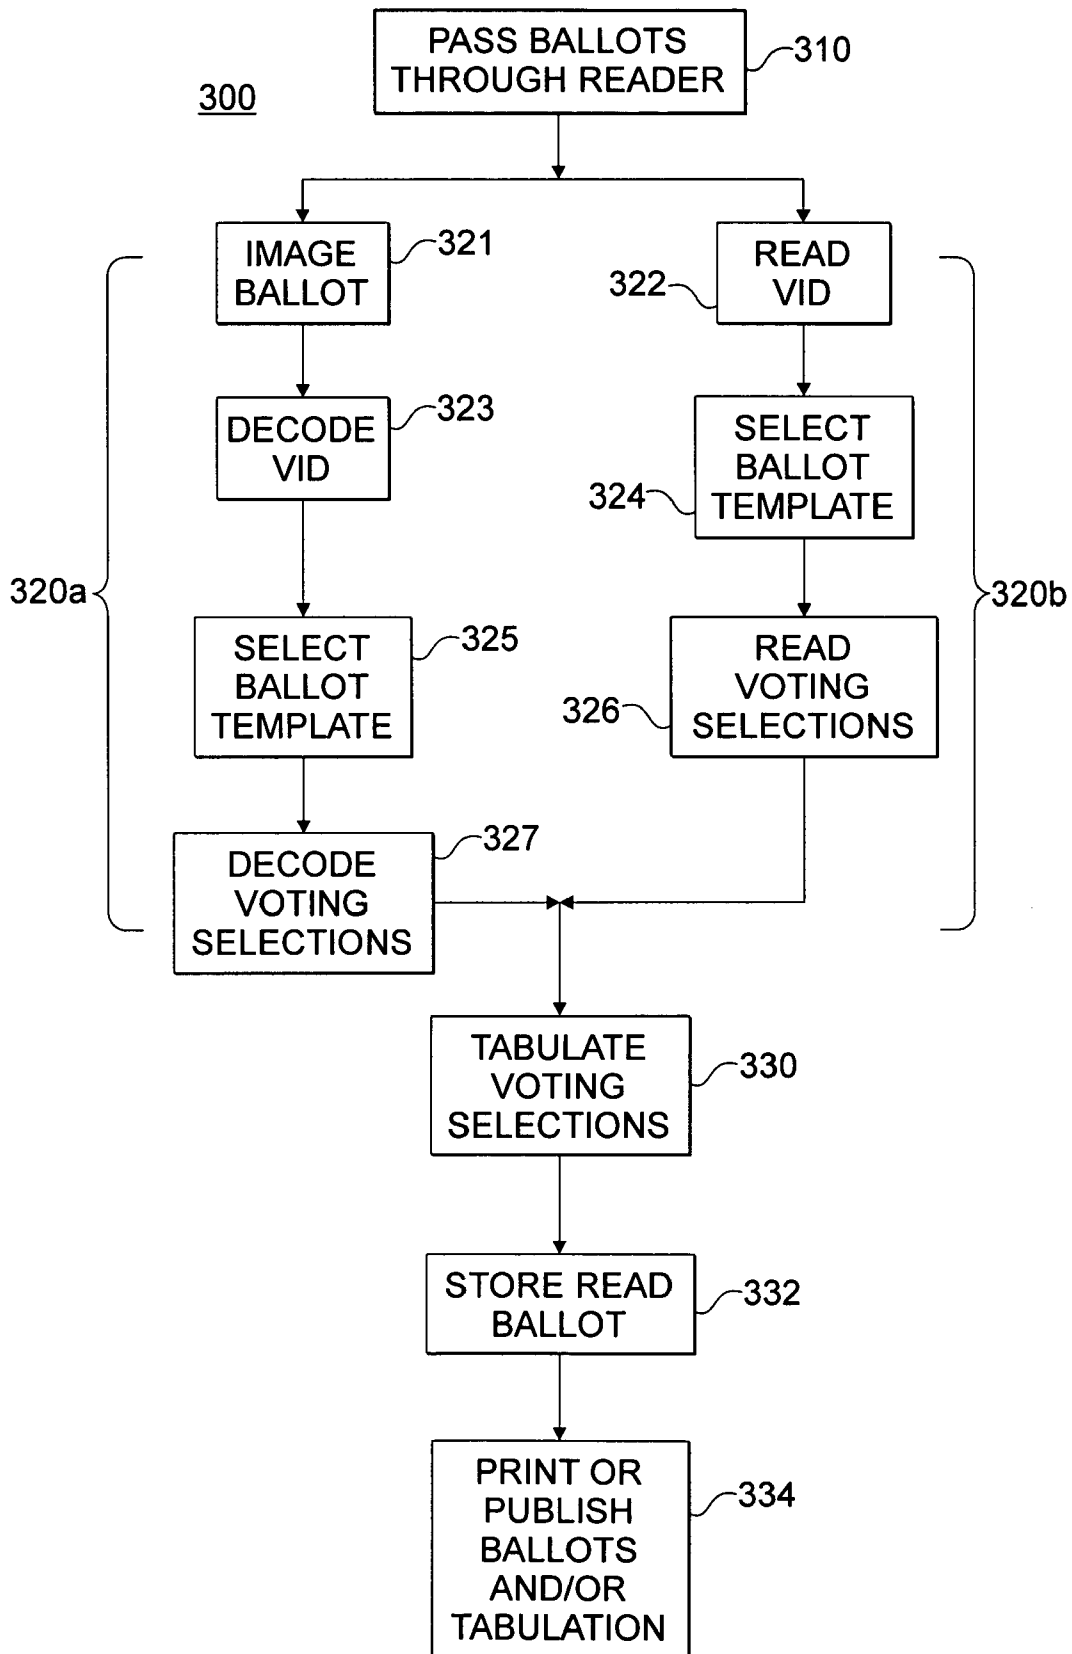 PASS BALLOTS
THROUGH READER
310
300
IMAGE
BALLOT
321
READ
VID
322
DECODE
VID
323
SELECT
BALLOT
TEMPLATE
324
320a
320b
SELECT
BALLOT
TEMPLATE
325
READ
VOTING
SELECTIONS
326
DECODE
VOTING
SELECTIONS
327
TABULATE
VOTING
SELECTIONS
330
STORE READ
BALLOT
332
PRINT OR
PUBLISH
BALLOTS
AND/OR
TABULATION
334